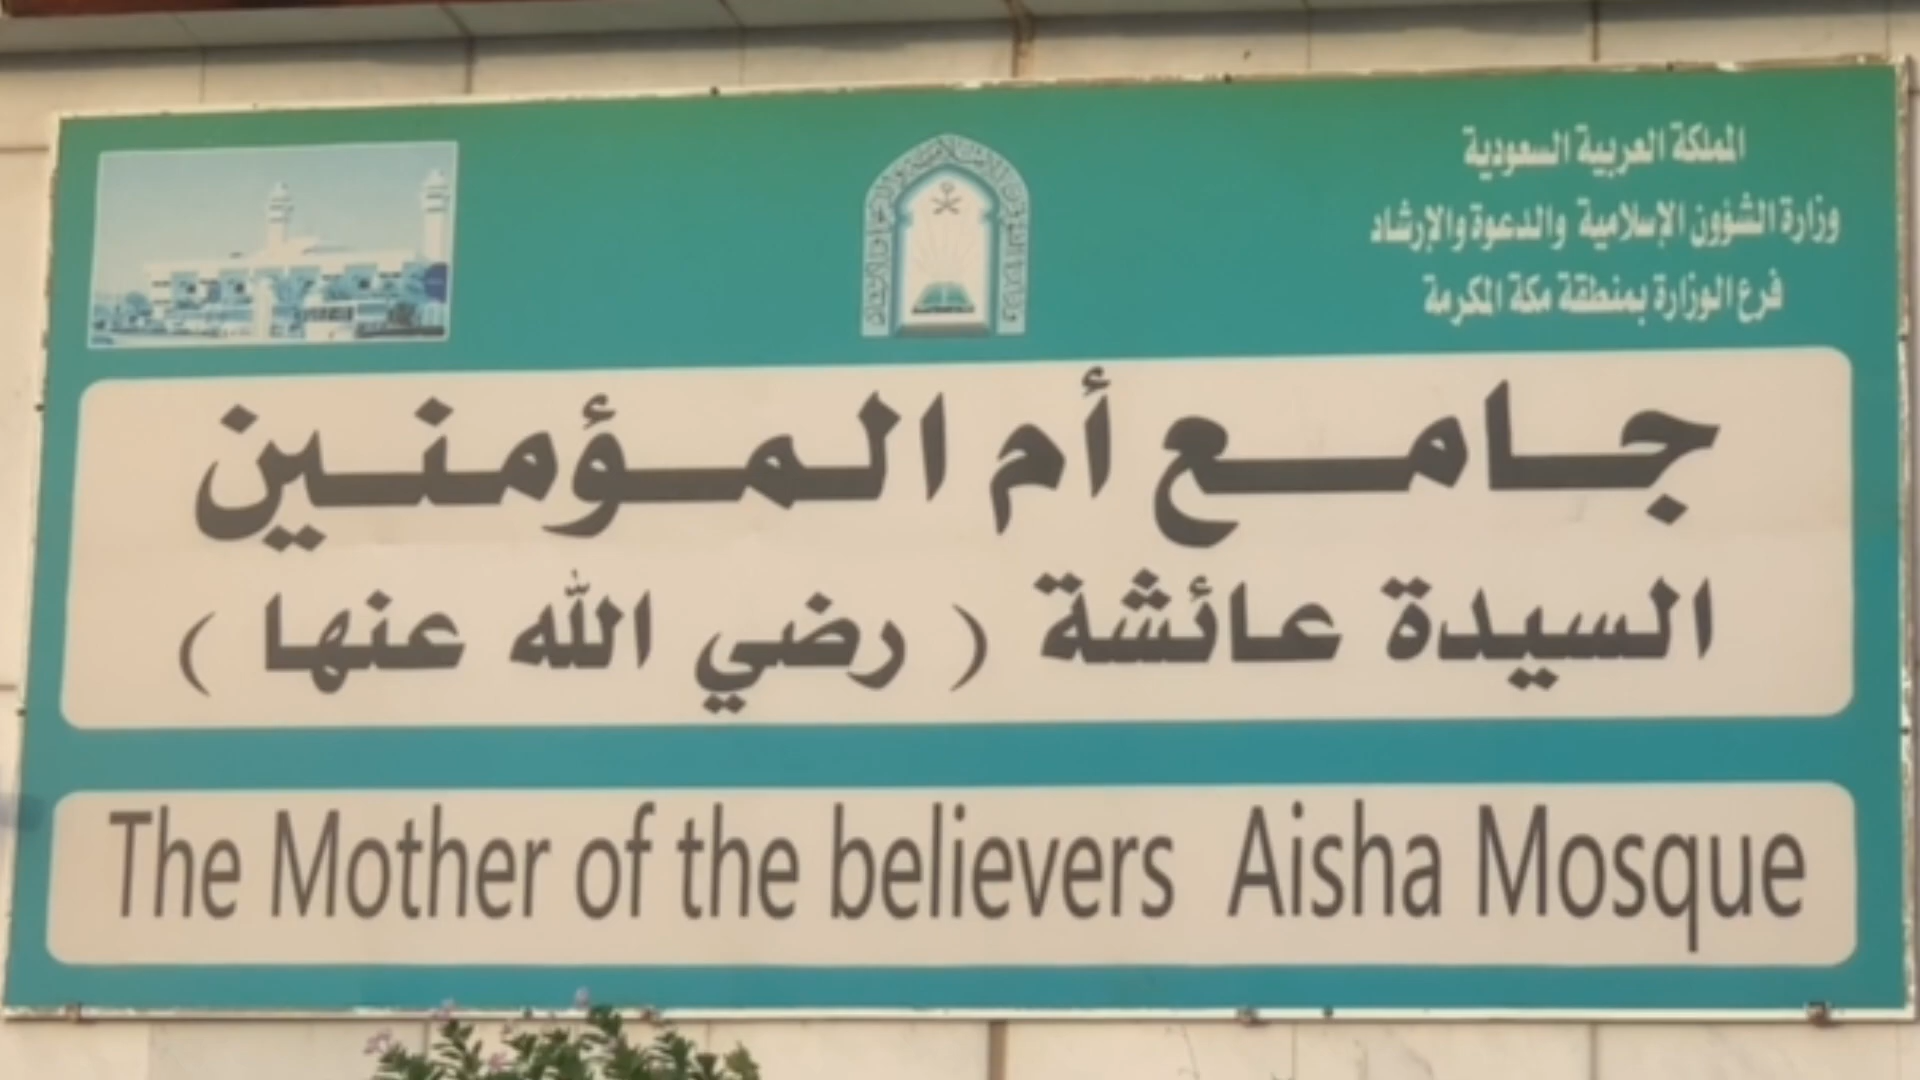 المملكة العربية السعودية
وزارة الشؤون الإسلامية والدعوة والإرشاد
فرع الوزارة بمنطقة مكة المكرمة
جامع أم المؤمنين
السيدة عائشة ( رضي الله عنها )
The Mother of the believers Aisha Mosque